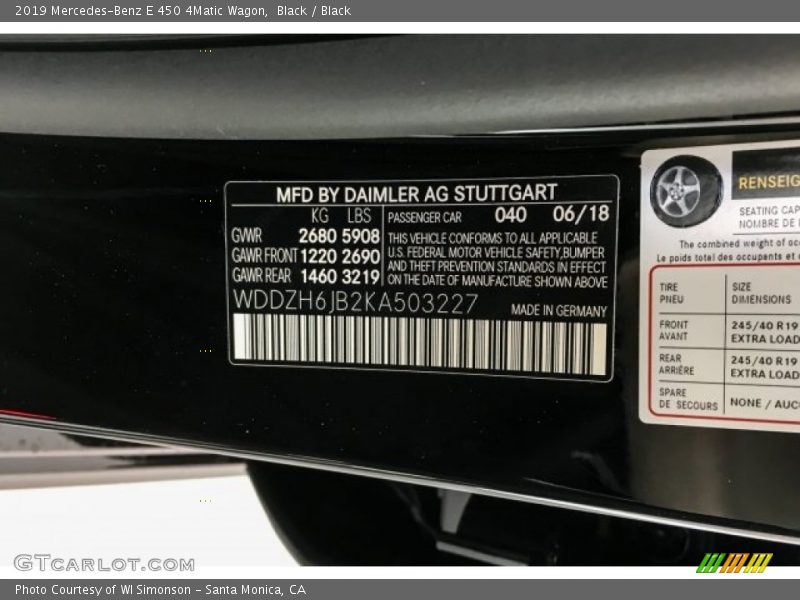 2019 Mercedes-Benz E 450 4Matic Wagon,  Black / Black
MFD BY DAIMLER AG STUTTGART
KG LBS
GWR 2680 5908
GAWR FRONT 1220 2690
GAWR REAR 1460 3219
PASSENGER CAR 040 06/18
THIS VEHICLE CONFORMS TO ALL APPLICABLE
U.S. FEDERAL MOTOR VEHICLE SAFETY, BUMPER
AND THEFT PREVENTION STANDARDS IN EFFECT
ON THE DATE OF MANUFACTURE SHOWN ABOVE
WDDZH6JB2KA503227
MADE IN GERMANY
RENSEIG
SEATING CAP
NOMBRE DE
The combined weight of oc
Le poids total des occupants et
TIRE SIZE
PNEU DIMENSIONS
FRONT 245/40 R19
AVANT EXTRA LOAD
REAR 245/40 R19
ARRIÈRE EXTRA LOAD
SPARE
DE SECOURS NONE / AUC
GTcarlot.com
Photo Courtesy of WI Simonson - Santa Monica, CA